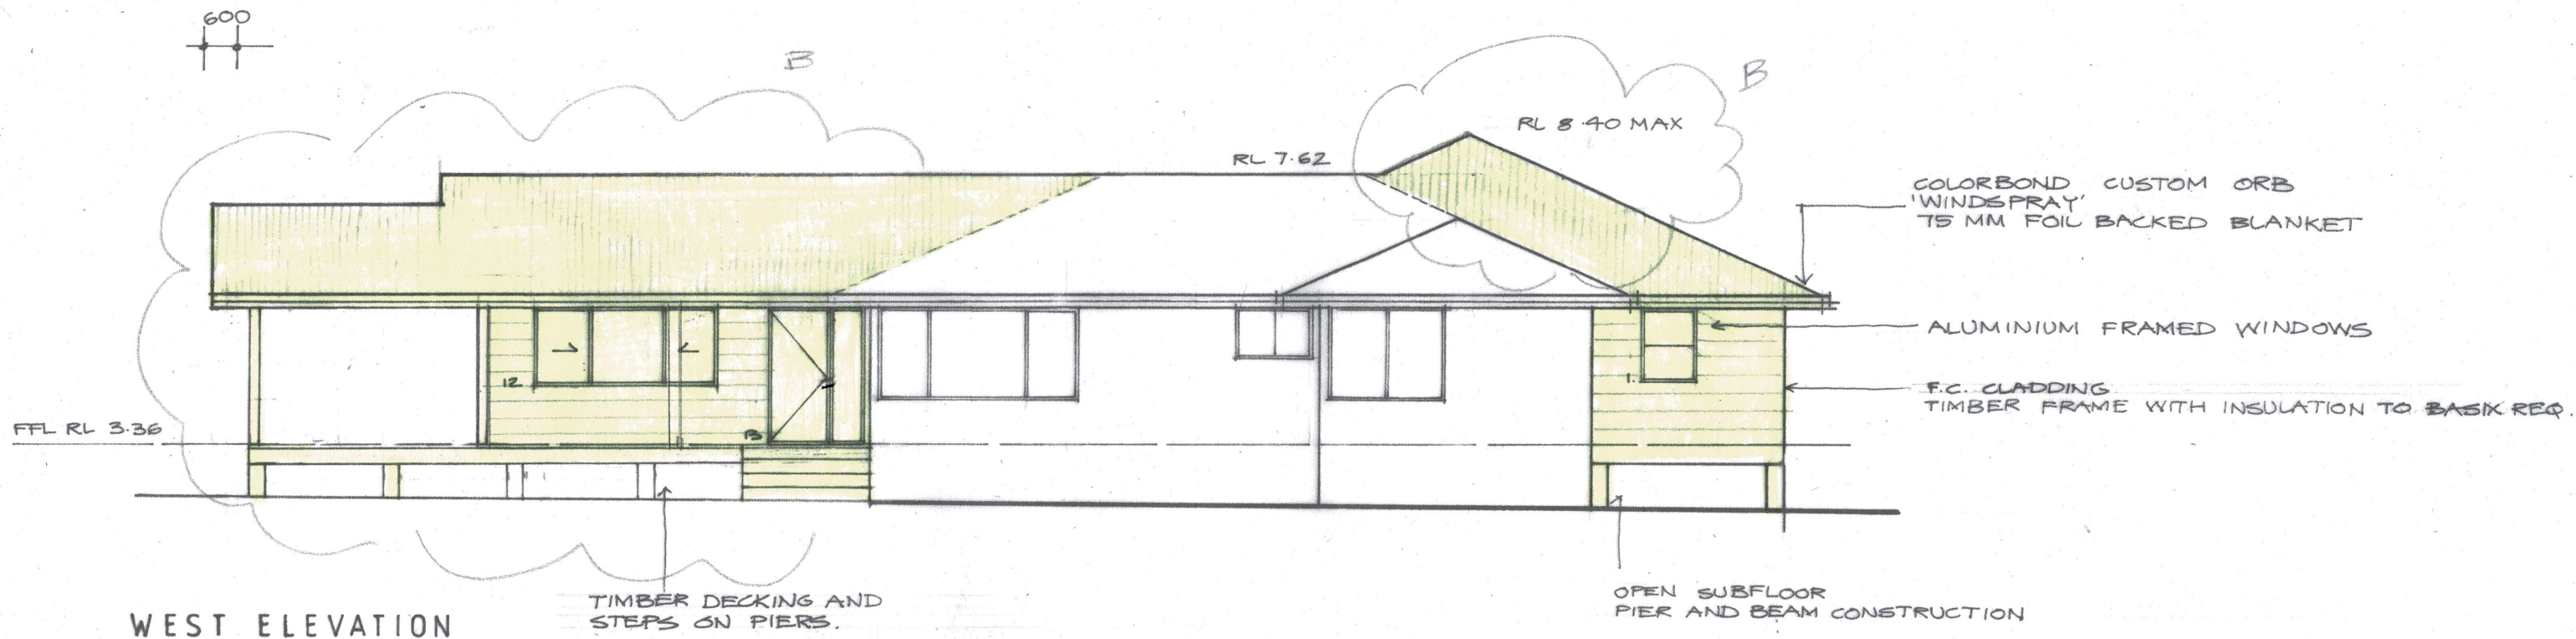 600
B
B
RL 8.40 MAX
RL 7.62
COLORBOND CUSTOM ORB
'WINDSPRAY'
75 MM FOIL BACKED BLANKET
ALUMINIUM FRAMED WINDOWS
12
1.
F.C. CLADDING
TIMBER FRAME WITH INSULATION TO BASIX REQ.
FFL RL 3.36
13
TIMBER DECKING AND
STEPS ON PIERS.
OPEN SUBFLOOR
PIER AND BEAM CONSTRUCTION
WEST ELEVATION